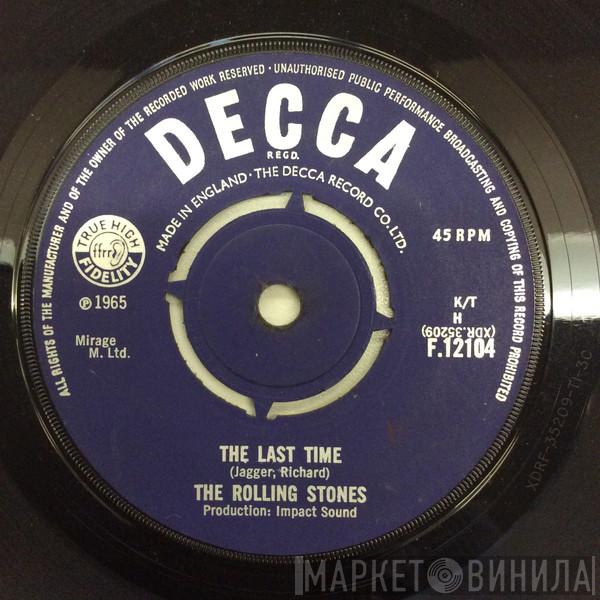 ALL RIGHTS OF THE MANUFACTURER AND OF THE OWNER OF THE RECORDED WORK RESERVED · UNAUTHORISED PUBLIC PERFORMANCE BROADCASTING AND COPYING OF THIS RECORD PROHIBITED
DECCA
REGD.
MADE IN ENGLAND · THE DECCA RECORD CO. LTD.
TRUE HIGH
ffrr
FIDELITY
℗ 1965
Mirage
M. Ltd.
45 RPM
K/T
H
(XDR.35209)
F.12104
XDRF-35209-T1-3C
THE LAST TIME
(Jagger, Richard)
THE ROLLING STONES
Production: Impact Sound
МАРКЕТ ВИНИЛА